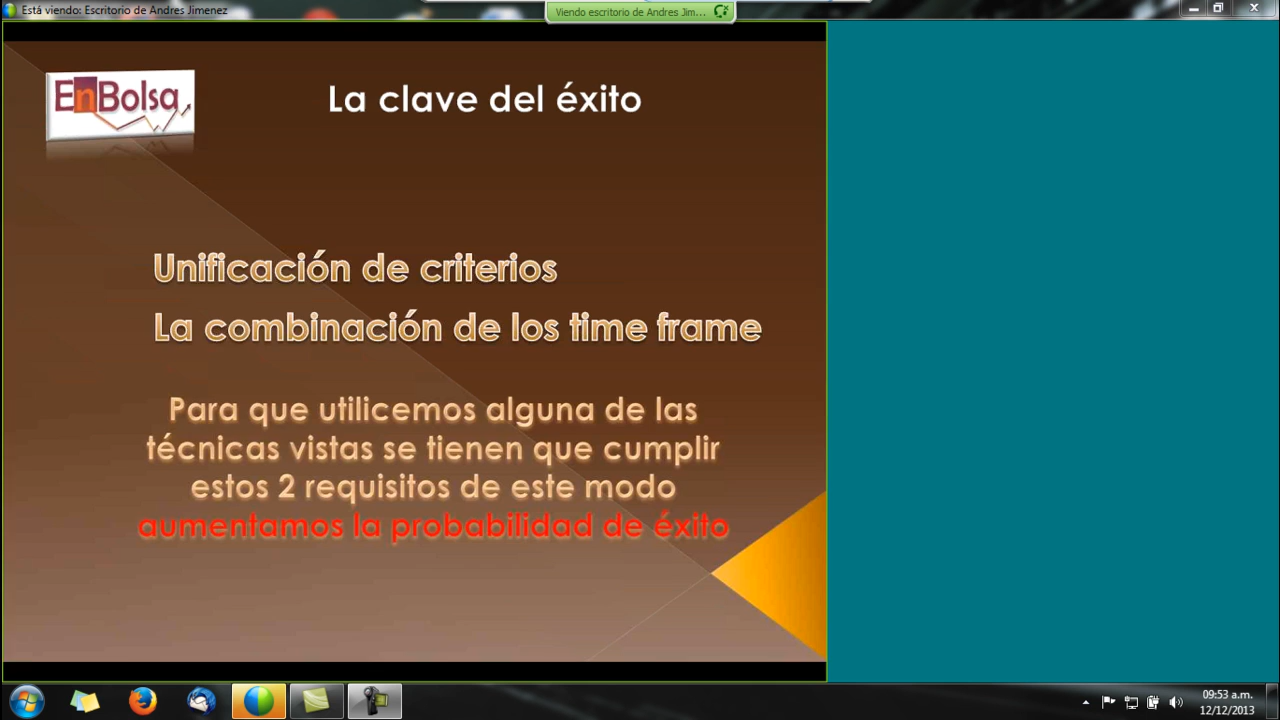 Está viendo: Escritorio de Andres Jimenez
Viendo escritorio de Andres Jim...
EnBolsa
La clave del éxito
Unificación de criterios
La combinación de los time frame
Para que utilicemos alguna de las
técnicas vistas se tienen que cumplir
estos 2 requisitos de este modo
aumentamos la probabilidad de éxito
09:53 a.m.
12/12/2013